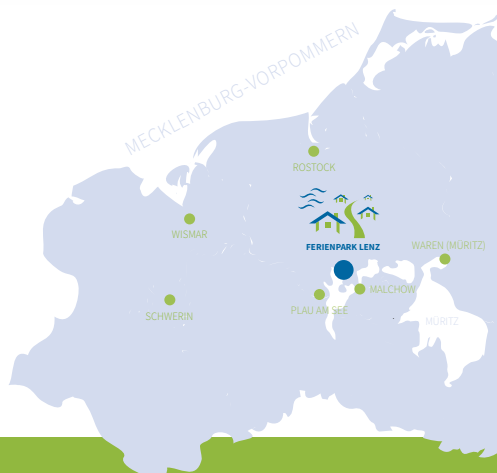 MECKLENBURG-VORPOMMERN
ROSTOCK
WISMAR
FERIENPARK LENZ
WAREN (MÜRITZ)
MALCHOW
PLAU AM SEE
SCHWERIN
MÜRITZ